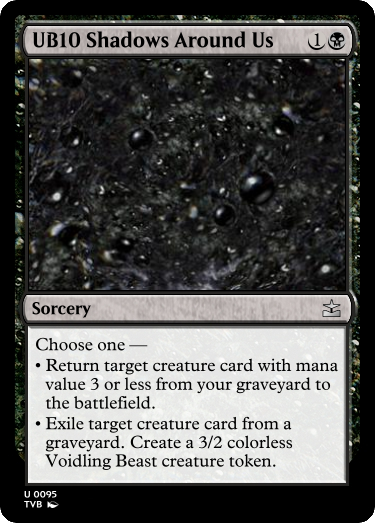 UB10 Shadows Around Us 1
Sorcery
Choose one —
• Return target creature card with mana
value 3 or less from your graveyard to
the battlefield.
• Exile target creature card from a
graveyard. Create a 3/2 colorless
Voidling Beast creature token.
U 0095
TVB